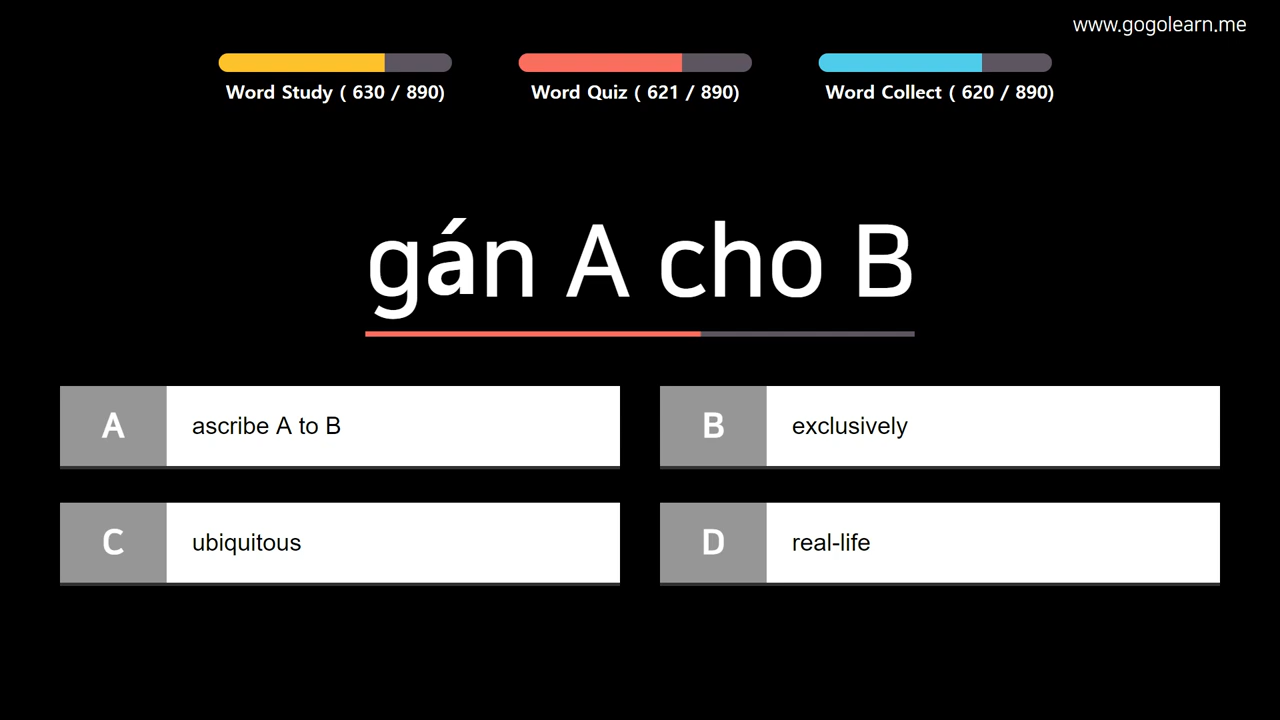 www.gogolearn.me
Word Study ( 630 / 890)
Word Quiz ( 621 / 890)
Word Collect ( 620 / 890)
gán A cho B
A ascribe A to B
B exclusively
C ubiquitous
D real-life